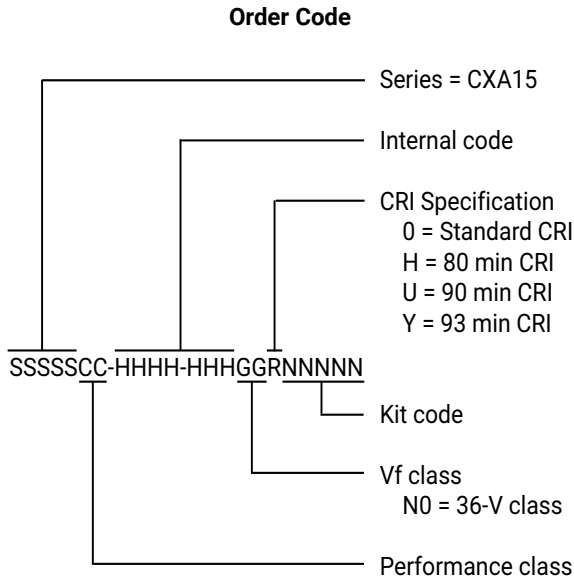 Order Code
Series = CXA15
Internal code
CRI Specification
0 = Standard CRI
H = 80 min CRI
U = 90 min CRI
Y = 93 min CRI
SSSSSCC-HHHH-HHHGGRNNNNN
Kit code
Vf class
N0 = 36-V class
Performance class